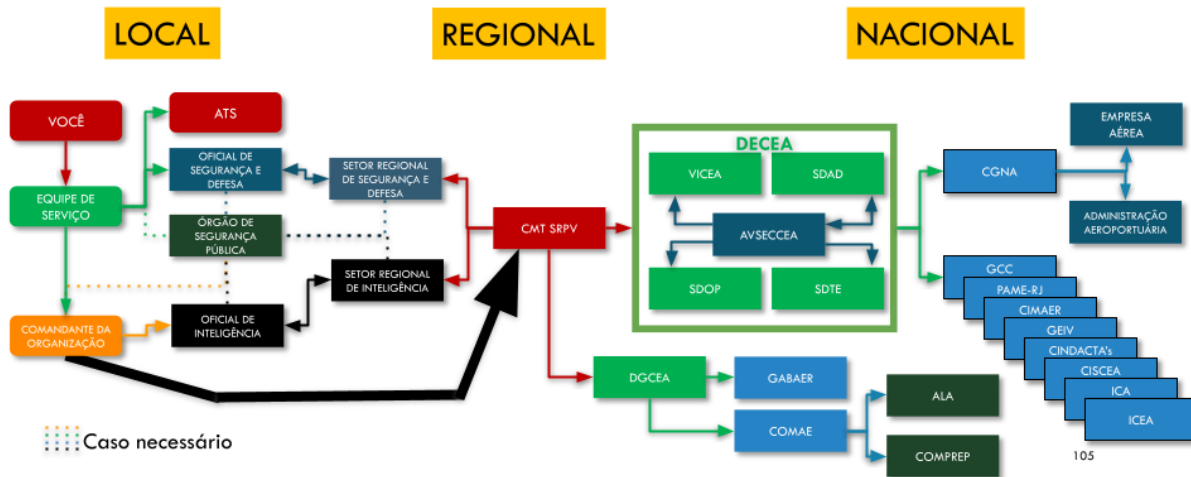 LOCAL
REGIONAL
NACIONAL
VOCÊ
ATS
EQUIPE DE
SERVIÇO
OFICIAL DE
SEGURANÇA E
DEFESA
ÓRGÃO DE
SEGURANÇA
PÚBLICA
COMANDANTE DA
ORGANIZAÇÃO
OFICIAL DE
INTELIGÊNCIA
SETOR REGIONAL
DE SEGURANÇA E
DEFESA
SETOR REGIONAL
DE INTELIGÊNCIA
CMT SRPV
DECEA
VICEA
SDAD
AVSECCEA
SDOP
SDTE
DGCEA
GABAER
COMAE
ALA
COMPREP
CGNA
EMPRESA
AÉREA
ADMINISTRAÇÃO
AEROPORTUÁRIA
GCC
PAME-RJ
CIMAER
GEIV
CINDACTA's
CISCEA
ICA
ICEA
Caso necessário
105